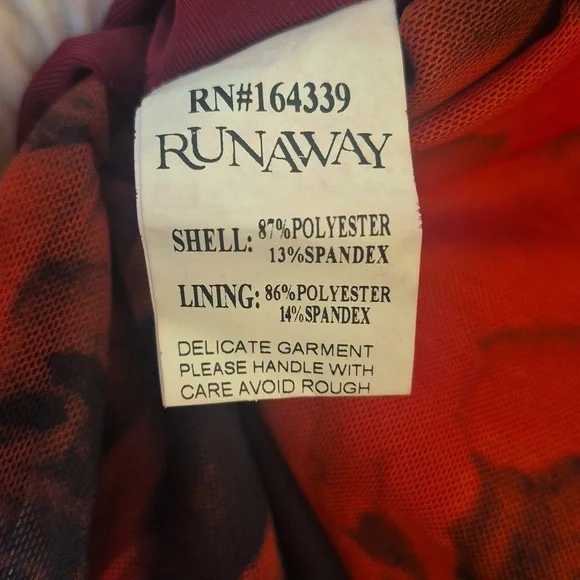 RN#164339
RUNAWAY
SHELL: 87%POLYESTER
13%SPANDEX
LINING: 86%POLYESTER
14%SPANDEX
DELICATE GARMENT
PLEASE HANDLE WITH
CARE AVOID ROUGH